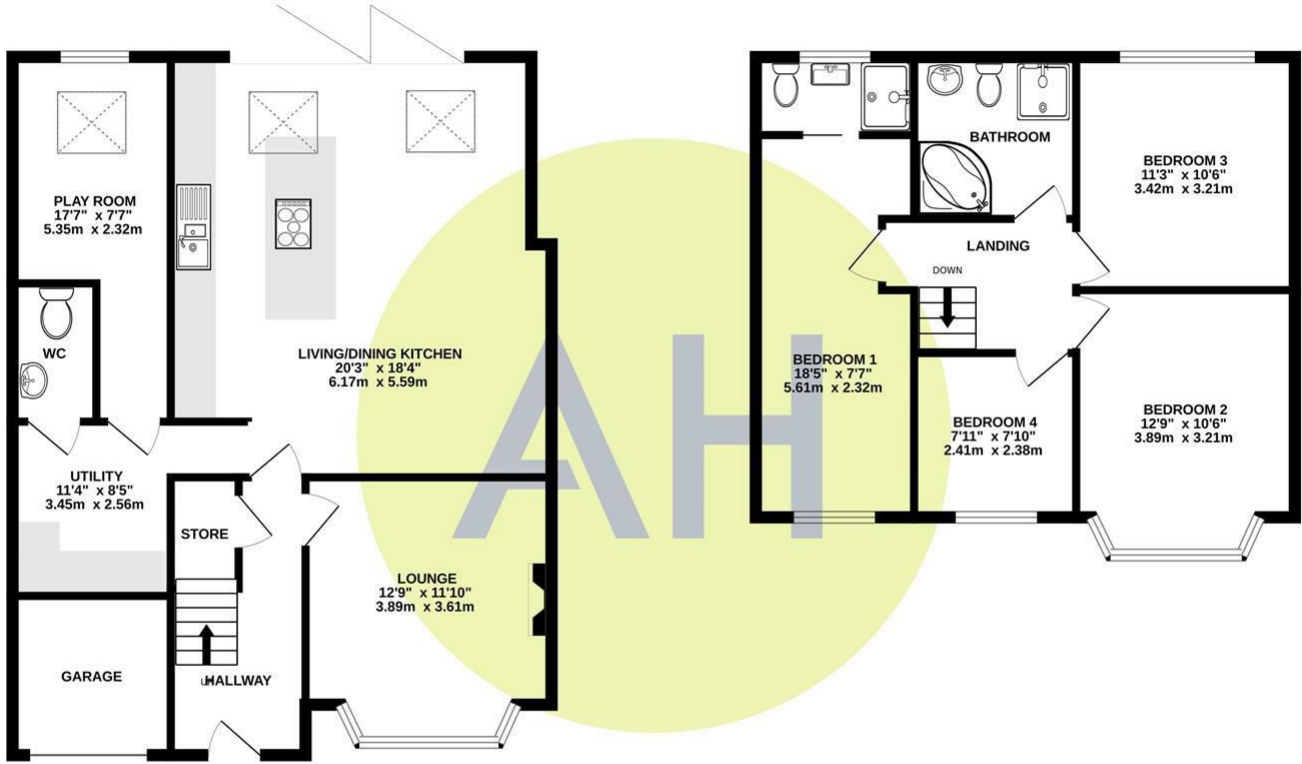 PLAY ROOM
17'7" x 7'7"
5.35m x 2.32m
WC
LIVING/DINING KITCHEN
20'3" x 18'4"
6.17m x 5.59m
UTILITY
11'4" x 8'5"
3.45m x 2.56m
STORE
LOUNGE
12'9" x 11'10"
3.89m x 3.61m
GARAGE
HALLWAY
BATHROOM
BEDROOM 3
11'3" x 10'6"
3.42m x 3.21m
LANDING
DOWN
BEDROOM 1
18'5" x 7'7"
5.61m x 2.32m
BEDROOM 4
7'11" x 7'10"
2.41m x 2.38m
BEDROOM 2
12'9" x 10'6"
3.89m x 3.21m
AH